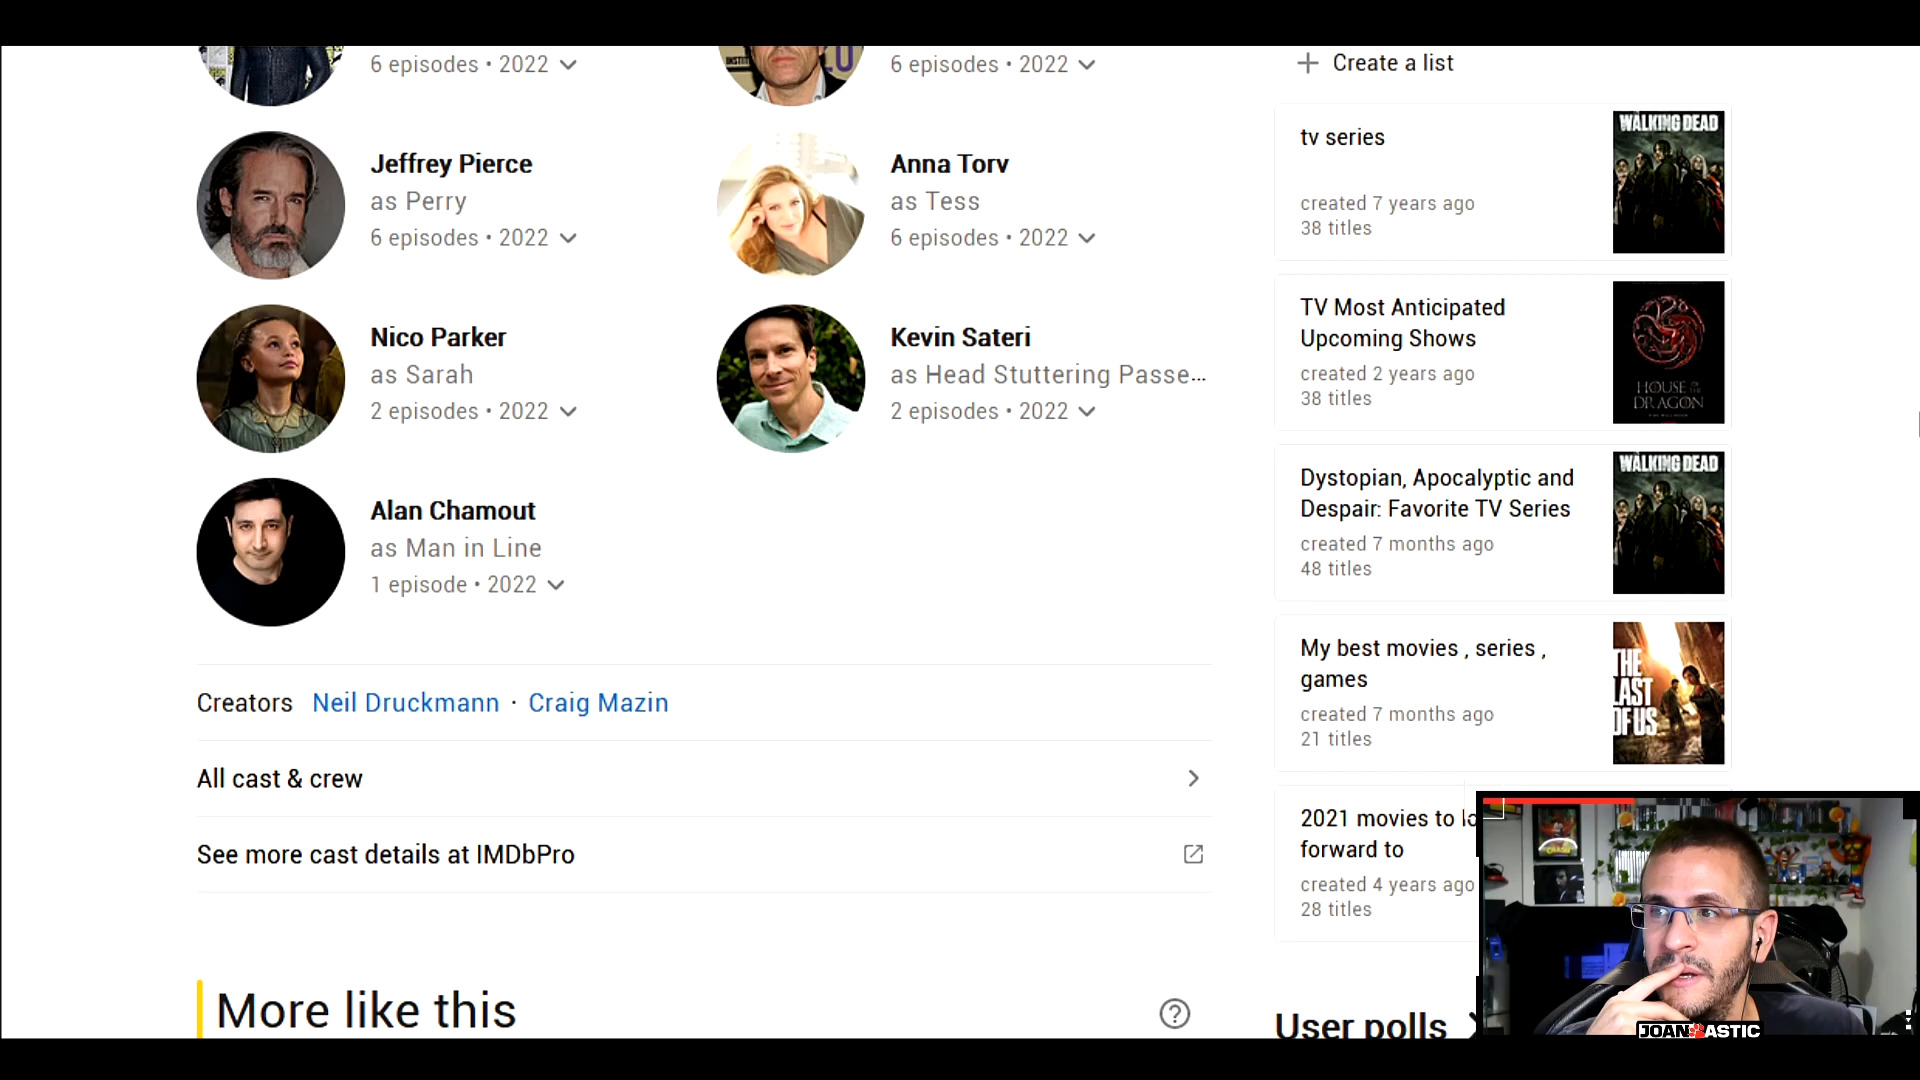 6 episodes • 2022
6 episodes • 2022
Jeffrey Pierce
as Perry
6 episodes • 2022
Anna Torv
as Tess
6 episodes • 2022
Nico Parker
as Sarah
2 episodes • 2022
Kevin Sateri
as Head Stuttering Passe...
2 episodes • 2022
Alan Chamout
as Man in Line
1 episode • 2022
Creators Neil Druckmann · Craig Mazin
All cast & crew
See more cast details at IMDbPro
More like this
Create a list
tv series
created 7 years ago
38 titles
WALKING DEAD
TV Most Anticipated
Upcoming Shows
created 2 years ago
38 titles
HOUSE OF THE
DRAGON
Dystopian, Apocalyptic and
Despair: Favorite TV Series
created 7 months ago
48 titles
WALKING DEAD
My best movies , series ,
games
created 7 months ago
21 titles
THE
LAST
OF US
2021 movies to lo
forward to
created 4 years ago
28 titles
User polls
JOANTASTIC